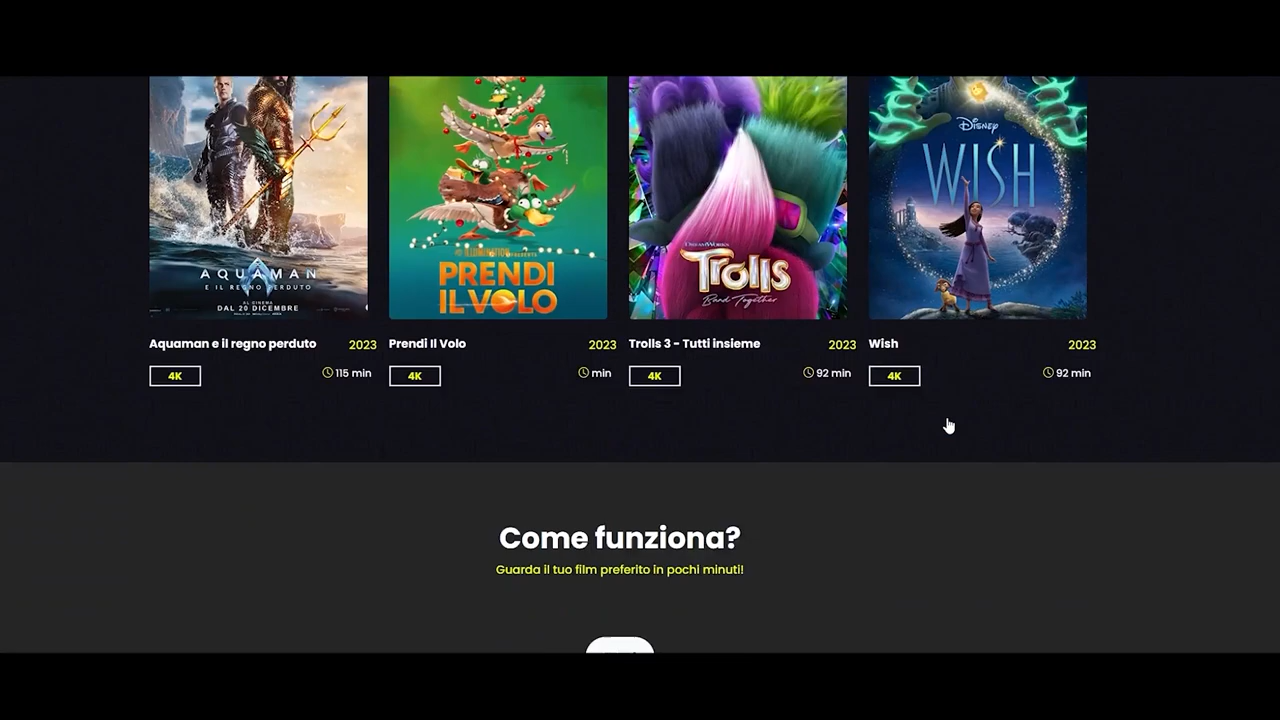 AQUAMAN
E IL REGNO PERDUTO
AL CINEMA
DAL 20 DICEMBRE
ILLUMINATION PRESENTA
PRENDI
IL VOLO
DREAMWORKS
Trolls
Band Together
Disney
WISH
Aquaman e il regno perduto 2023
4K 115 min
Prendi Il Volo 2023
4K min
Trolls 3 - Tutti insieme 2023
4K 92 min
Wish 2023
4K 92 min
Come funziona?
Guarda il tuo film preferito in pochi minuti!